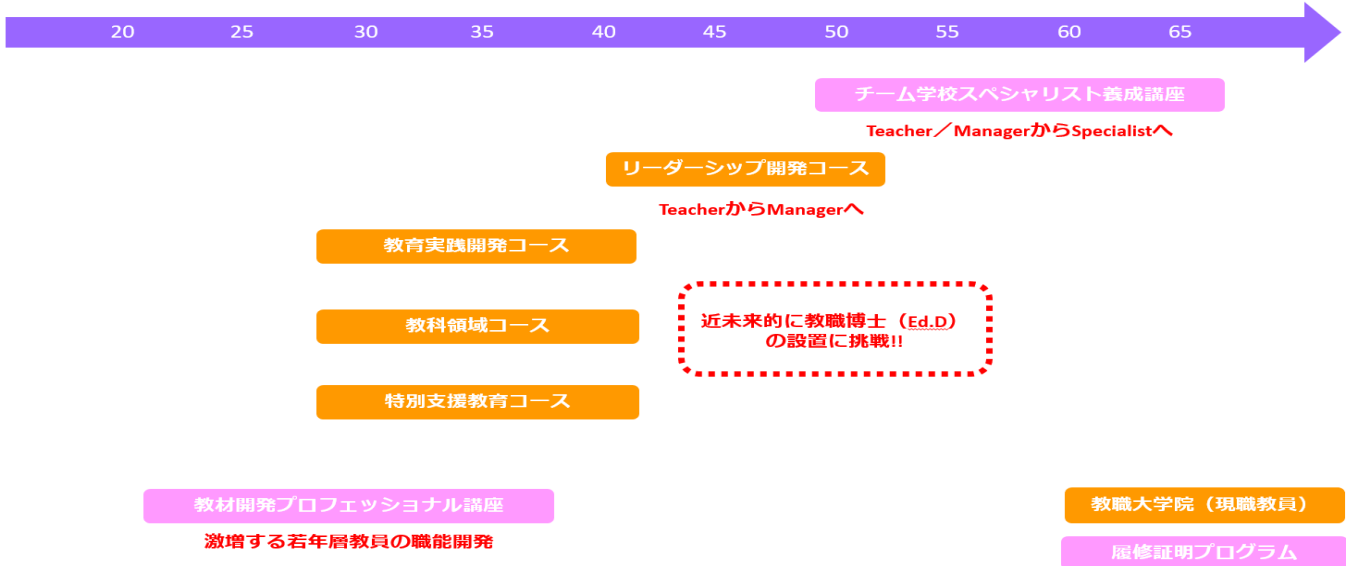 20 25 30 35 40 45 50 55 60 65
チーム学校スペシャリスト養成講座
Teacher／ManagerからSpecialistへ
リーダーシップ開発コース
TeacherからManagerへ
教育実践開発コース
教科領域コース
近未来的に教職博士（Ed.D）
の設置に挑戦!!
特別支援教育コース
教材開発プロフェッショナル講座
激増する若年層教員の職能開発
教職大学院（現職教員）
履修証明プログラム